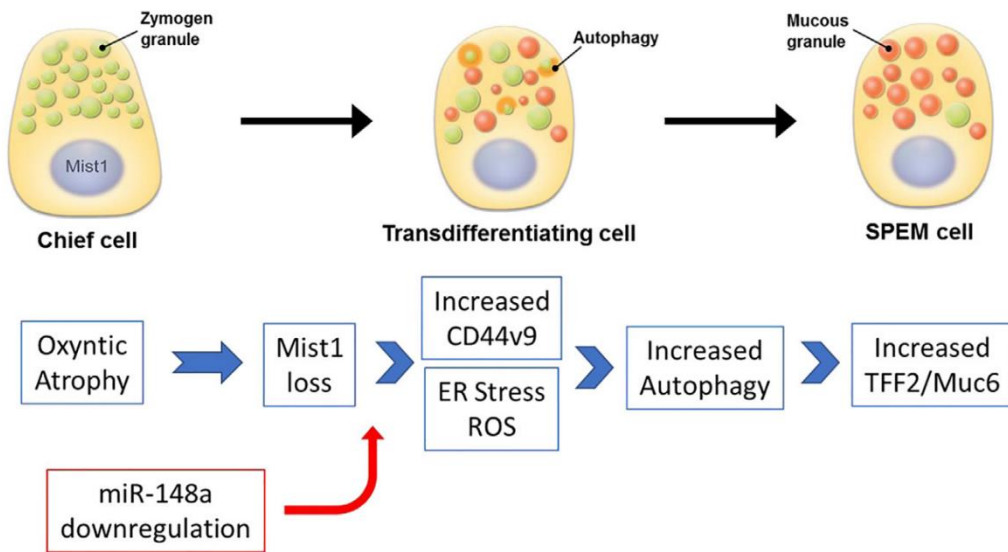 Zymogen
granule
Autophagy
Mucous
granule
Mist1
Chief cell
Transdifferentiating cell
SPEM cell
Oxyntic
Atrophy
Mist1
loss
Increased
CD44v9
ER Stress
ROS
Increased
Autophagy
Increased
TFF2/Muc6
miR-148a
downregulation